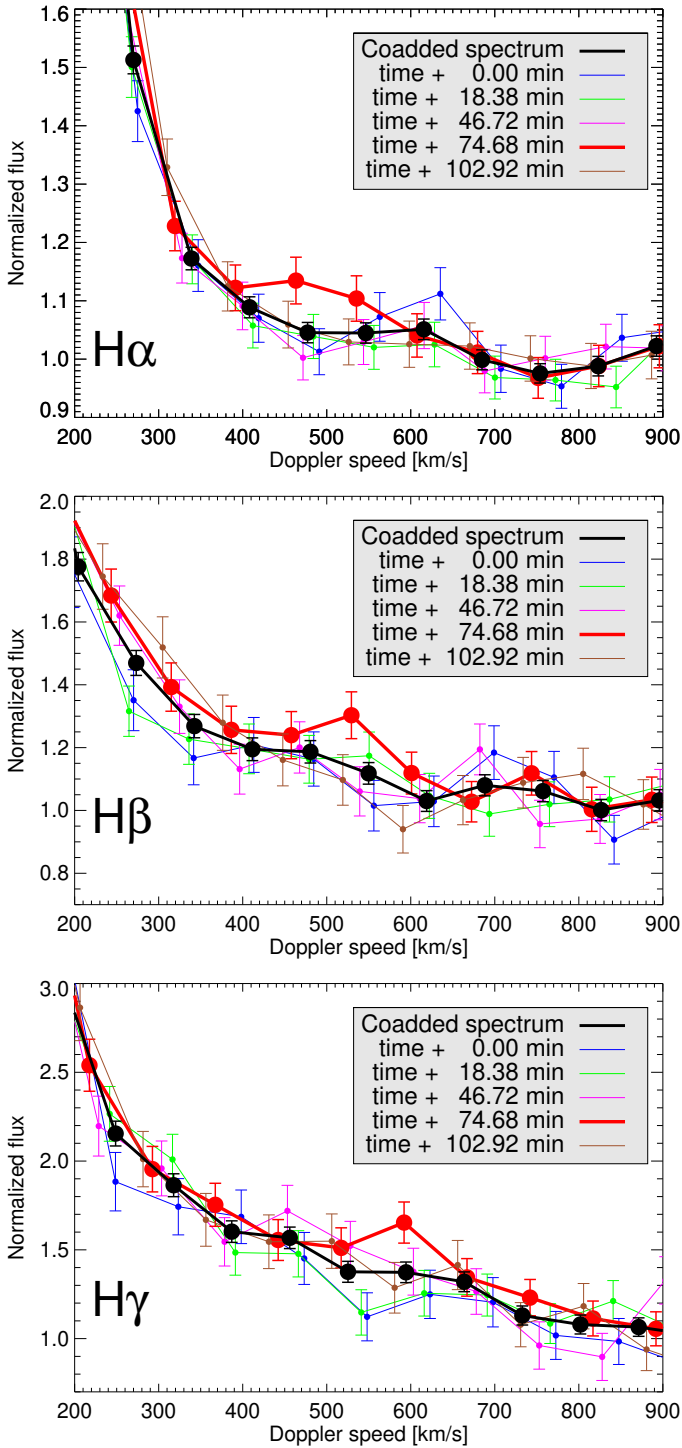 1.6
1.5
1.4
1.3
1.2
1.1
1.0
0.9
Normalized flux
Coadded spectrum
time + 0.00 min
time + 18.38 min
time + 46.72 min
time + 74.68 min
time + 102.92 min
Hα
200 300 400 500 600 700 800 900
Doppler speed [km/s]
2.0
1.8
1.6
1.4
1.2
1.0
0.8
Normalized flux
Coadded spectrum
time + 0.00 min
time + 18.38 min
time + 46.72 min
time + 74.68 min
time + 102.92 min
Hβ
200 300 400 500 600 700 800 900
Doppler speed [km/s]
3.0
2.5
2.0
1.5
1.0
Normalized flux
Coadded spectrum
time + 0.00 min
time + 18.38 min
time + 46.72 min
time + 74.68 min
time + 102.92 min
Hγ
200 300 400 500 600 700 800 900
Doppler speed [km/s]